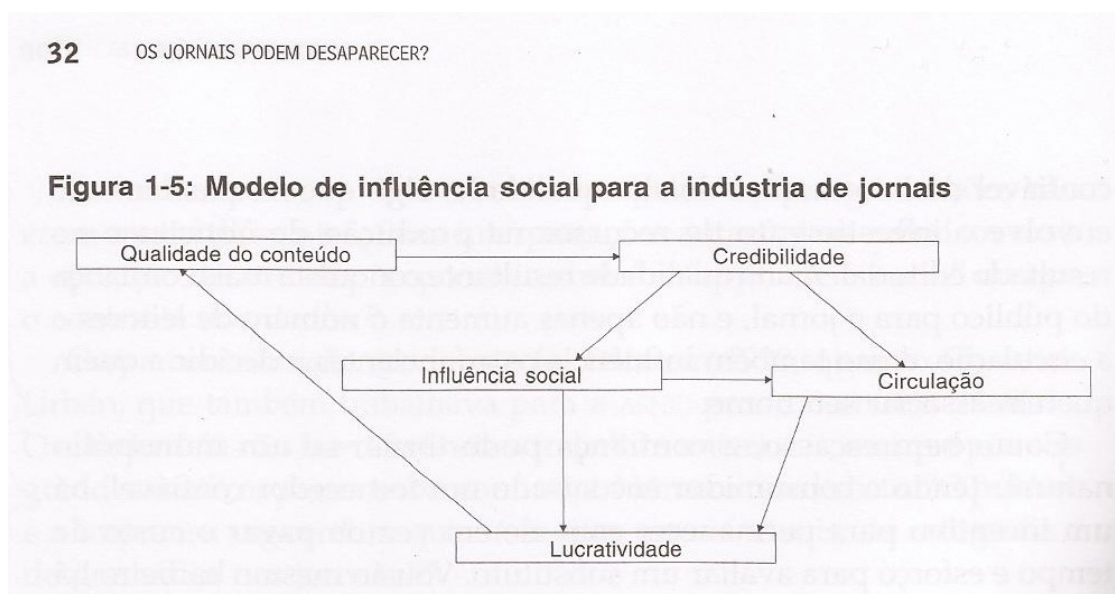 32 OS JORNAIS PODEM DESAPARECER?
Figura 1-5: Modelo de influência social para a indústria de jornais
Qualidade do conteúdo
Credibilidade
Influência social
Circulação
Lucratividade